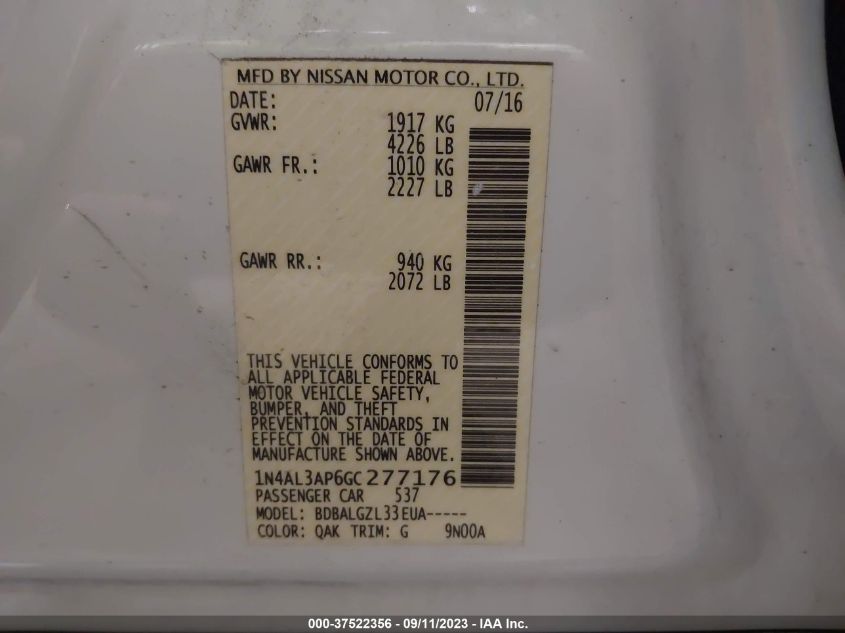 MFD BY NISSAN MOTOR CO., LTD.
DATE: 07/16
GVWR: 1917 KG
4226 LB
GAWR FR.: 1010 KG
2227 LB
GAWR RR.: 940 KG
2072 LB
THIS VEHICLE CONFORMS TO
ALL APPLICABLE FEDERAL
MOTOR VEHICLE SAFETY,
BUMPER, AND THEFT
PREVENTION STANDARDS IN
EFFECT ON THE DATE OF
MANUFACTURE SHOWN ABOVE.
1N4AL3AP6GC277176
PASSENGER CAR 537
MODEL: BDBALGZL33EUA-----
COLOR: QAK TRIM: G 9N00A
000-37522356 - 09/11/2023 - IAA Inc.